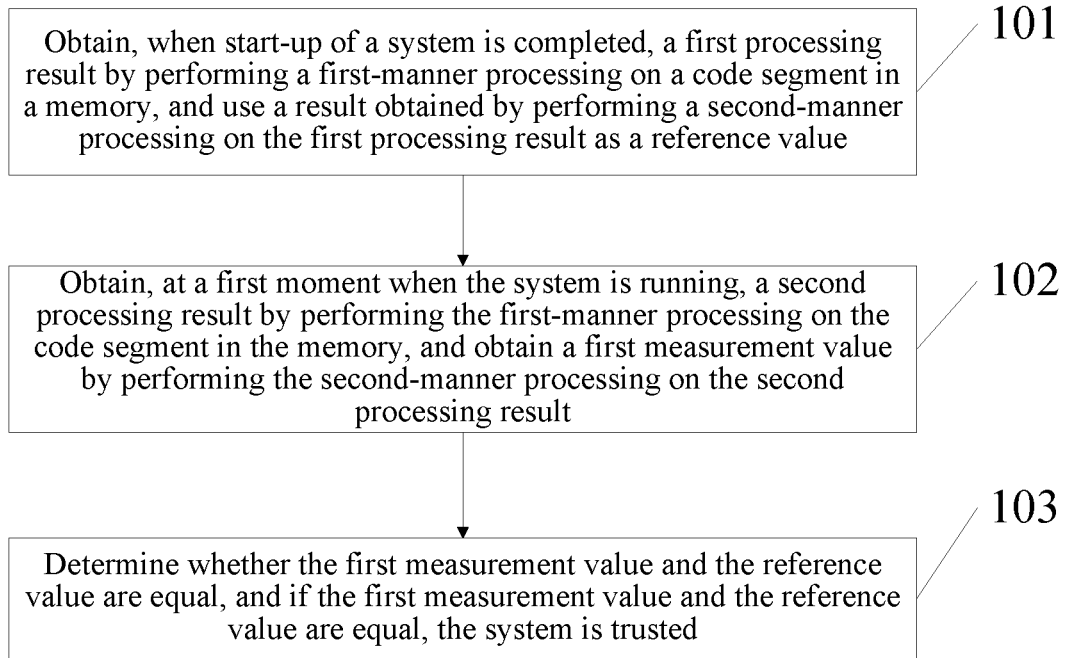 Obtain, when start-up of a system is completed, a first processing
result by performing a first-manner processing on a code segment in
a memory, and use a result obtained by performing a second-manner
processing on the first processing result as a reference value
101
Obtain, at a first moment when the system is running, a second
processing result by performing the first-manner processing on the
code segment in the memory, and obtain a first measurement value
by performing the second-manner processing on the second
processing result
102
Determine whether the first measurement value and the reference
value are equal, and if the first measurement value and the reference
value are equal, the system is trusted
103